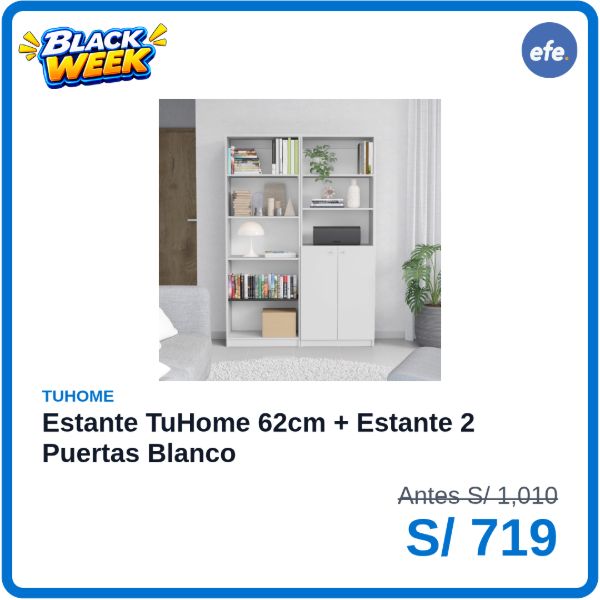 BLACK
WEEK
efe.
TUHOME
Estante TuHome 62cm + Estante 2
Puertas Blanco
Antes S/ 1,010
S/ 719